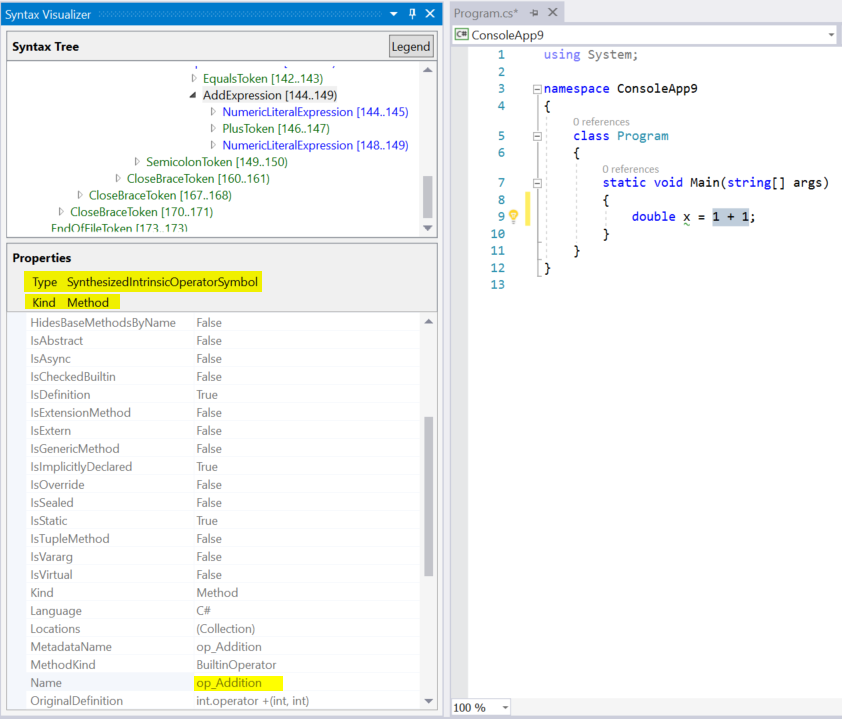 Syntax Visualizer
Syntax Tree
Legend
EqualsToken [142..143)
AddExpression [144..149)
NumericLiteralExpression [144..145)
PlusToken [146..147)
NumericLiteralExpression [148..149)
SemicolonToken [149..150)
CloseBraceToken [160..161)
CloseBraceToken [167..168)
CloseBraceToken [170..171)
EndOfFileToken [173..173)
Properties
Type SynthesizedIntrinsicOperatorSymbol
Kind Method
HidesBaseMethodsByName False
IsAbstract False
IsAsync False
IsCheckedBuiltin False
IsDefinition True
IsExtensionMethod False
IsExtern False
IsGenericMethod False
IsImplicitlyDeclared True
IsOverride False
IsSealed False
IsStatic True
IsTupleMethod False
IsVararg False
IsVirtual False
Kind Method
Language C#
Locations (Collection)
MetadataName op_Addition
MethodKind BuiltinOperator
Name op_Addition
OriginalDefinition int.operator +(int, int)
Program.cs*
C# ConsoleApp9
1 using System;
2
3 namespace ConsoleApp9
4 {
0 references
5 class Program
6 {
0 references
7 static void Main(string[] args)
8 {
9 double x = 1 + 1;
10 }
11 }
12 }
13
100 %